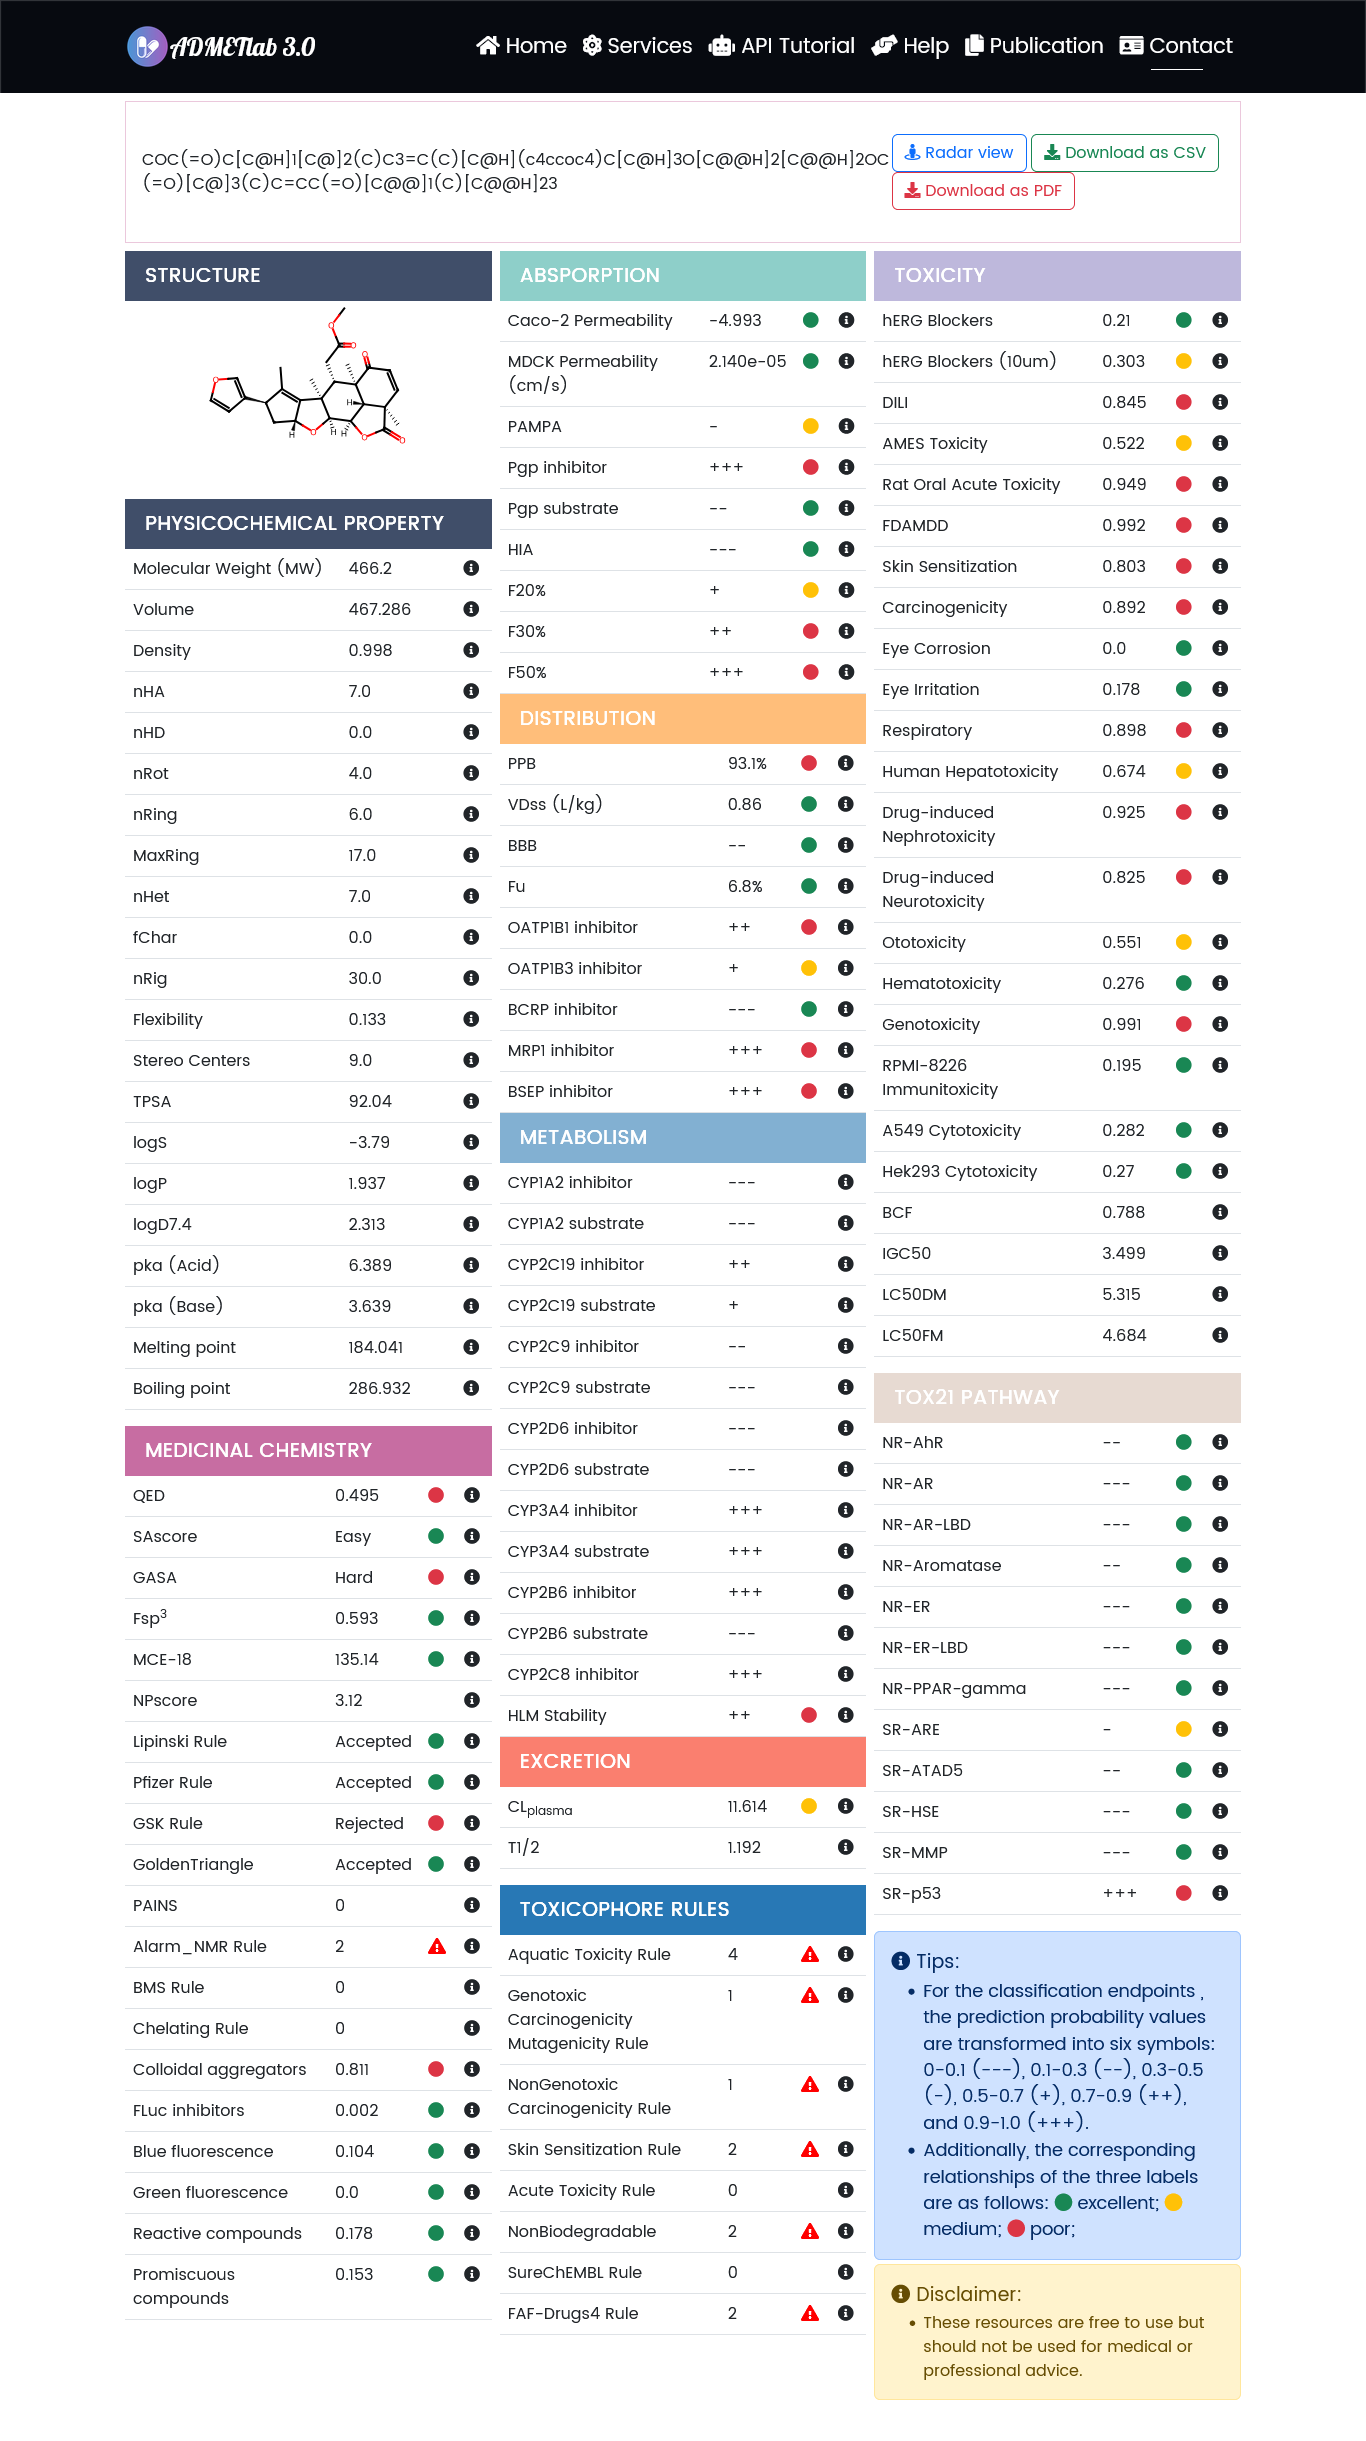 ADMETlab 3.0
Home Services API Tutorial Help Publication Contact
COC(=O)C[C@H]1[C@]2(C)C3=C(C)[C@H](c4ccoc4)C[C@H]3O[C@@H]2[C@@H]2OC
(=O)[C@]3(C)C=CC(=O)[C@@]1(C)[C@@H]23
Radar view
Download as CSV
Download as PDF
STRUCTURE
PHYSICOCHEMICAL PROPERTY
Molecular Weight (MW) 466.2
Volume 467.286
Density 0.998
nHA 7.0
nHD 0.0
nRot 4.0
nRing 6.0
MaxRing 17.0
nHet 7.0
fChar 0.0
nRig 30.0
Flexibility 0.133
Stereo Centers 9.0
TPSA 92.04
logS -3.79
logP 1.937
logD7.4 2.313
pka (Acid) 6.389
pka (Base) 3.639
Melting point 184.041
Boiling point 286.932
MEDICINAL CHEMISTRY
QED 0.495
SAscore Easy
GASA Hard
Fsp3 0.593
MCE-18 135.14
NPscore 3.12
Lipinski Rule Accepted
Pfizer Rule Accepted
GSK Rule Rejected
GoldenTriangle Accepted
PAINS 0
Alarm_NMR Rule 2
BMS Rule 0
Chelating Rule 0
Colloidal aggregators 0.811
FLuc inhibitors 0.002
Blue fluorescence 0.104
Green fluorescence 0.0
Reactive compounds 0.178
Promiscuous 0.153
compounds
ABSPORPTION
Caco-2 Permeability -4.993
MDCK Permeability 2.140e-05
(cm/s)
PAMPA -
Pgp inhibitor +++
Pgp substrate --
HIA ---
F20% +
F30% ++
F50% +++
DISTRIBUTION
PPB 93.1%
VDss (L/kg) 0.86
BBB --
Fu 6.8%
OATP1B1 inhibitor ++
OATP1B3 inhibitor +
BCRP inhibitor ---
MRP1 inhibitor +++
BSEP inhibitor +++
METABOLISM
CYP1A2 inhibitor ---
CYP1A2 substrate ---
CYP2C19 inhibitor ++
CYP2C19 substrate +
CYP2C9 inhibitor --
CYP2C9 substrate ---
CYP2D6 inhibitor ---
CYP2D6 substrate ---
CYP3A4 inhibitor +++
CYP3A4 substrate +++
CYP2B6 inhibitor +++
CYP2B6 substrate ---
CYP2C8 inhibitor +++
HLM Stability ++
EXCRETION
CLplasma 11.614
T1/2 1.192
TOXICOPHORE RULES
Aquatic Toxicity Rule 4
Genotoxic 1
Carcinogenicity
Mutagenicity Rule
NonGenotoxic 1
Carcinogenicity Rule
Skin Sensitization Rule 2
Acute Toxicity Rule 0
NonBiodegradable 2
SureChEMBL Rule 0
FAF-Drugs4 Rule 2
TOXICITY
hERG Blockers 0.21
hERG Blockers (10um) 0.303
DILI 0.845
AMES Toxicity 0.522
Rat Oral Acute Toxicity 0.949
FDAMDD 0.992
Skin Sensitization 0.803
Carcinogenicity 0.892
Eye Corrosion 0.0
Eye Irritation 0.178
Respiratory 0.898
Human Hepatotoxicity 0.674
Drug-induced 0.925
Nephrotoxicity
Drug-induced 0.825
Neurotoxicity
Ototoxicity 0.551
Hematotoxicity 0.276
Genotoxicity 0.991
RPMI-8226 0.195
Immunitoxicity
A549 Cytotoxicity 0.282
Hek293 Cytotoxicity 0.27
BCF 0.788
IGC50 3.499
LC50DM 5.315
LC50FM 4.684
TOX21 PATHWAY
NR-AhR --
NR-AR ---
NR-AR-LBD ---
NR-Aromatase --
NR-ER ---
NR-ER-LBD ---
NR-PPAR-gamma ---
SR-ARE -
SR-ATAD5 --
SR-HSE ---
SR-MMP ---
SR-p53 +++
Tips:
• For the classification endpoints ,
the prediction probability values
are transformed into six symbols:
0-0.1 (---), 0.1-0.3 (--), 0.3-0.5
(-), 0.5-0.7 (+), 0.7-0.9 (++),
and 0.9-1.0 (+++).
• Additionally, the corresponding
relationships of the three labels
are as follows: excellent;
medium; poor;
Disclaimer:
• These resources are free to use but
should not be used for medical or
professional advice.